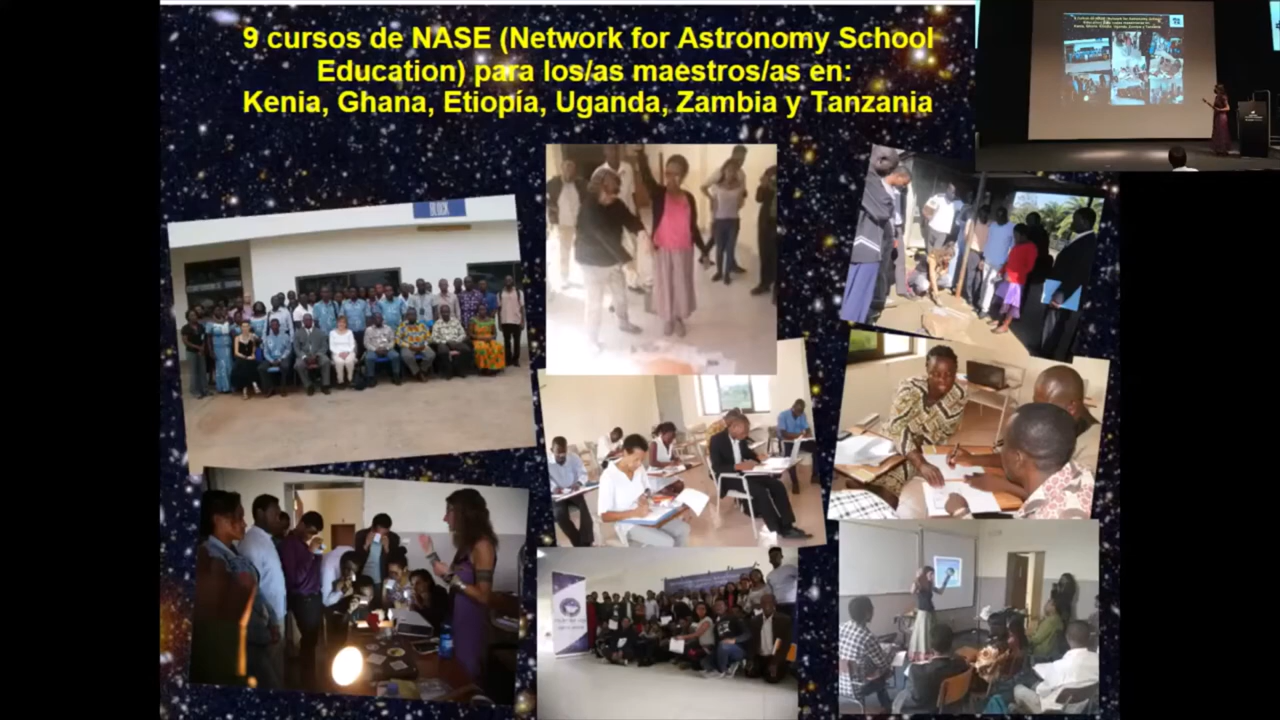 9 cursos de NASE (Network for Astronomy School
Education) para los/as maestros/as en:
Kenia, Ghana, Etiopía, Uganda, Zambia y Tanzania